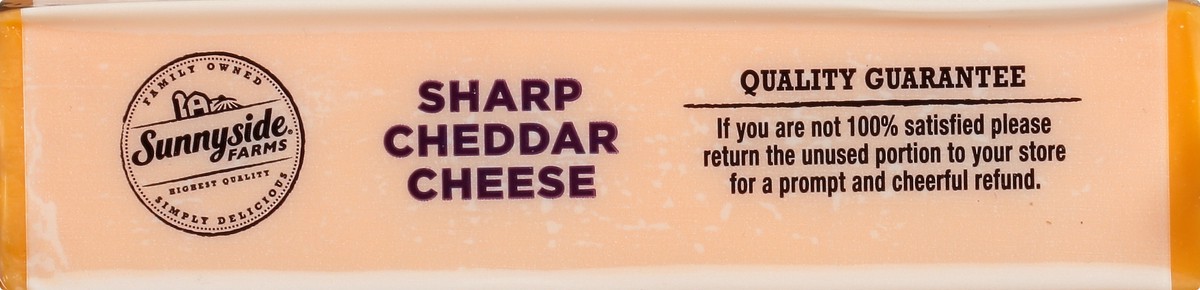 FAMILY OWNED
Sunnyside®
FARMS
HIGHEST QUALITY
SIMPLY DELICIOUS
SHARP
CHEDDAR
CHEESE
QUALITY GUARANTEE
If you are not 100% satisfied please
return the unused portion to your store
for a prompt and cheerful refund.